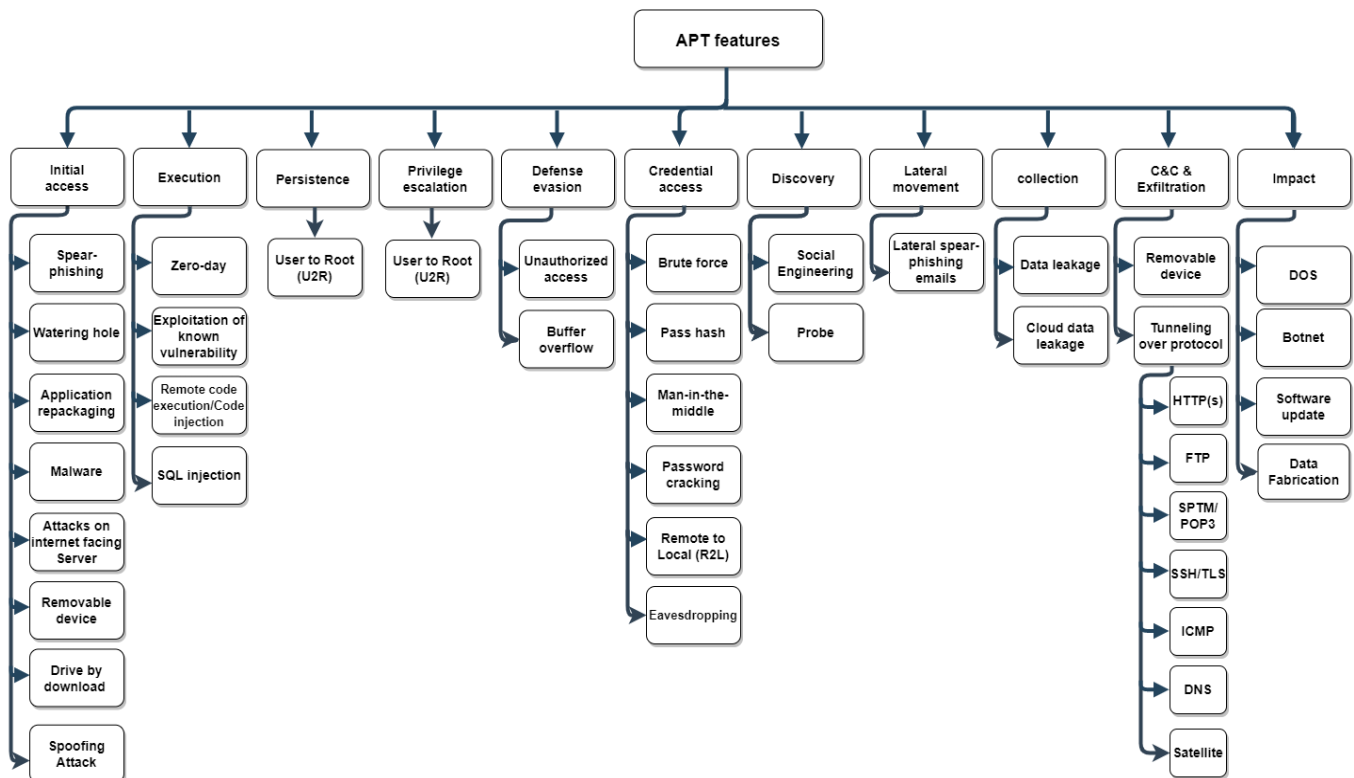 APT features
Initial
access
Execution
Persistence
Privilege
escalation
Defense
evasion
Credential
access
Discovery
Lateral
movement
collection
C&C &
Exfiltration
Impact
Spear-
phishing
Watering hole
Application
repackaging
Malware
Attacks on
internet facing
Server
Removable
device
Drive by
download
Spoofing
Attack
Zero-day
Exploitation of
known
vulnerability
Remote code
execution/Code
injection
SQL injection
User to Root
(U2R)
User to Root
(U2R)
Unauthorized
access
Buffer
overflow
Brute force
Pass hash
Man-in-the-
middle
Password
cracking
Remote to
Local (R2L)
Eavesdropping
Social
Engineering
Probe
Lateral spear-
phishing
emails
Data leakage
Cloud data
leakage
Removable
device
Tunneling
over protocol
HTTP(s)
FTP
SPTM/
POP3
SSH/TLS
ICMP
DNS
Satellite
DOS
Botnet
Software
update
Data
Fabrication